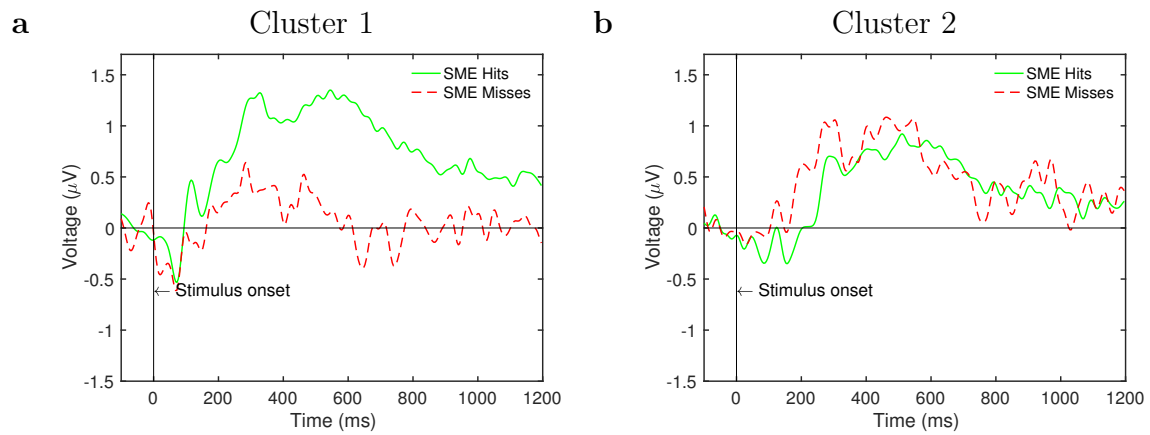 a
Cluster 1
1.5
1
0.5
0
-0.5
-1
-1.5
Voltage (μV)
SME Hits
SME Misses
← Stimulus onset
0 200 400 600 800 1000 1200
Time (ms)
b
Cluster 2
1.5
1
0.5
0
-0.5
-1
-1.5
Voltage (μV)
SME Hits
SME Misses
← Stimulus onset
0 200 400 600 800 1000 1200
Time (ms)